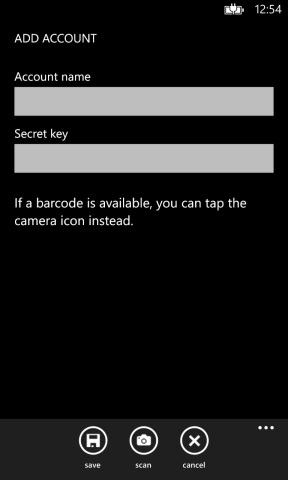 12:54
ADD ACCOUNT
Account name
Secret key
If a barcode is available, you can tap the
camera icon instead.
save
scan
cancel